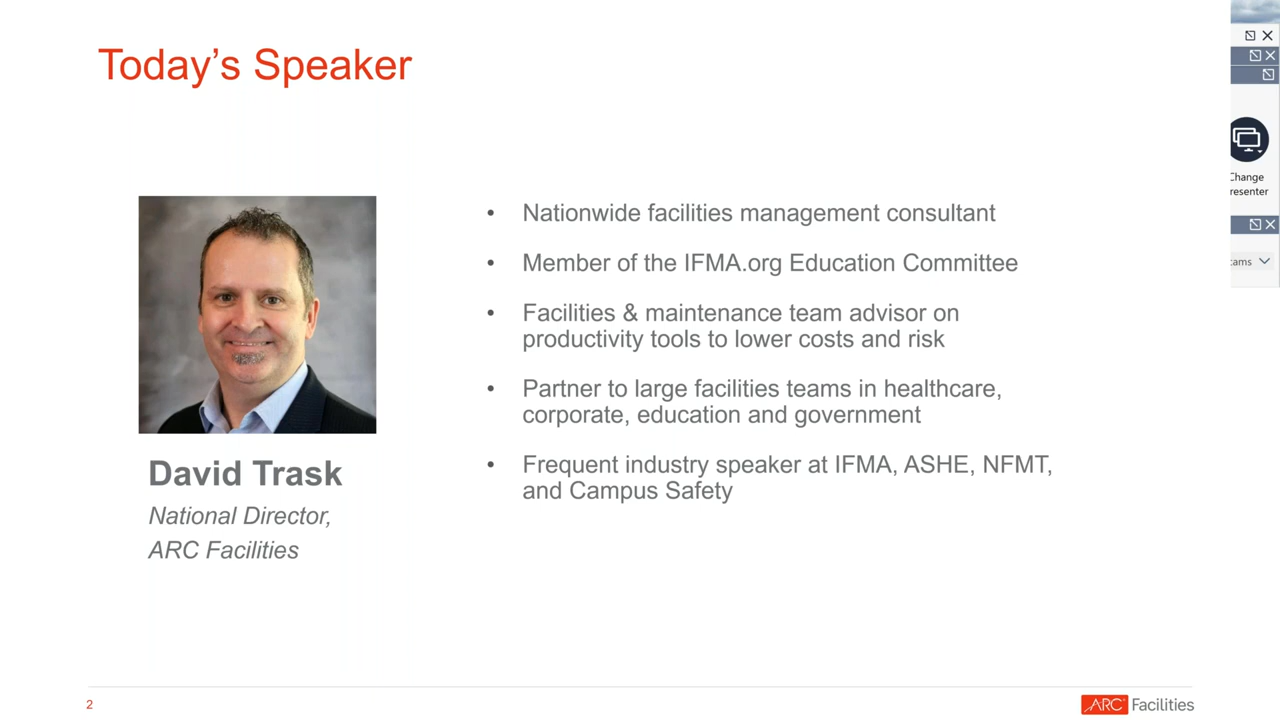 Today’s Speaker
• Nationwide facilities management consultant
• Member of the IFMA.org Education Committee
• Facilities & maintenance team advisor on
productivity tools to lower costs and risk
• Partner to large facilities teams in healthcare,
corporate, education and government
• Frequent industry speaker at IFMA, ASHE, NFMT,
and Campus Safety
David Trask
National Director,
ARC Facilities
Change
resenter
cams
2
ARC Facilities